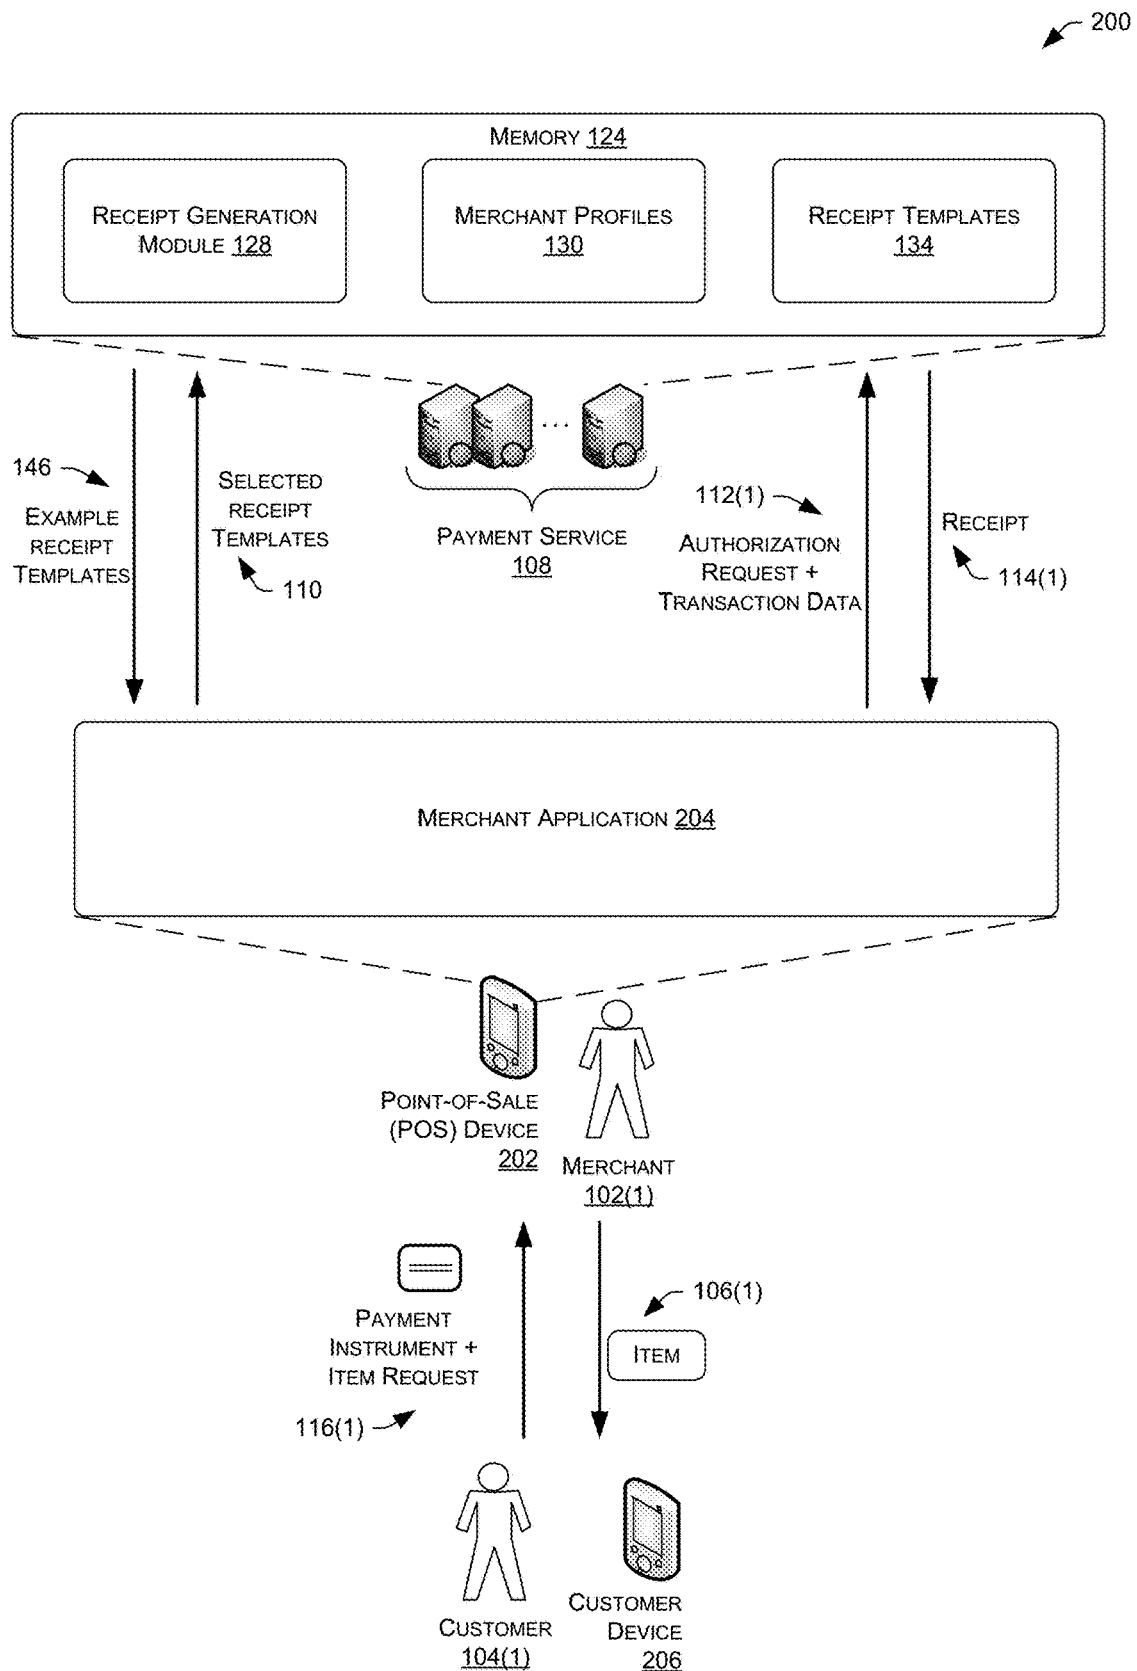 200
MEMORY 124
RECEIPT GENERATION
MODULE 128
MERCHANT PROFILES
130
RECEIPT TEMPLATES
134
146
EXAMPLE
RECEIPT
TEMPLATES
SELECTED
RECEIPT
TEMPLATES
110
...
PAYMENT SERVICE
108
112(1)
AUTHORIZATION
REQUEST +
TRANSACTION DATA
RECEIPT
114(1)
MERCHANT APPLICATION 204
POINT-OF-SALE
(POS) DEVICE
202
MERCHANT
102(1)
PAYMENT
INSTRUMENT +
ITEM REQUEST
116(1)
106(1)
ITEM
CUSTOMER
104(1)
CUSTOMER
DEVICE
206